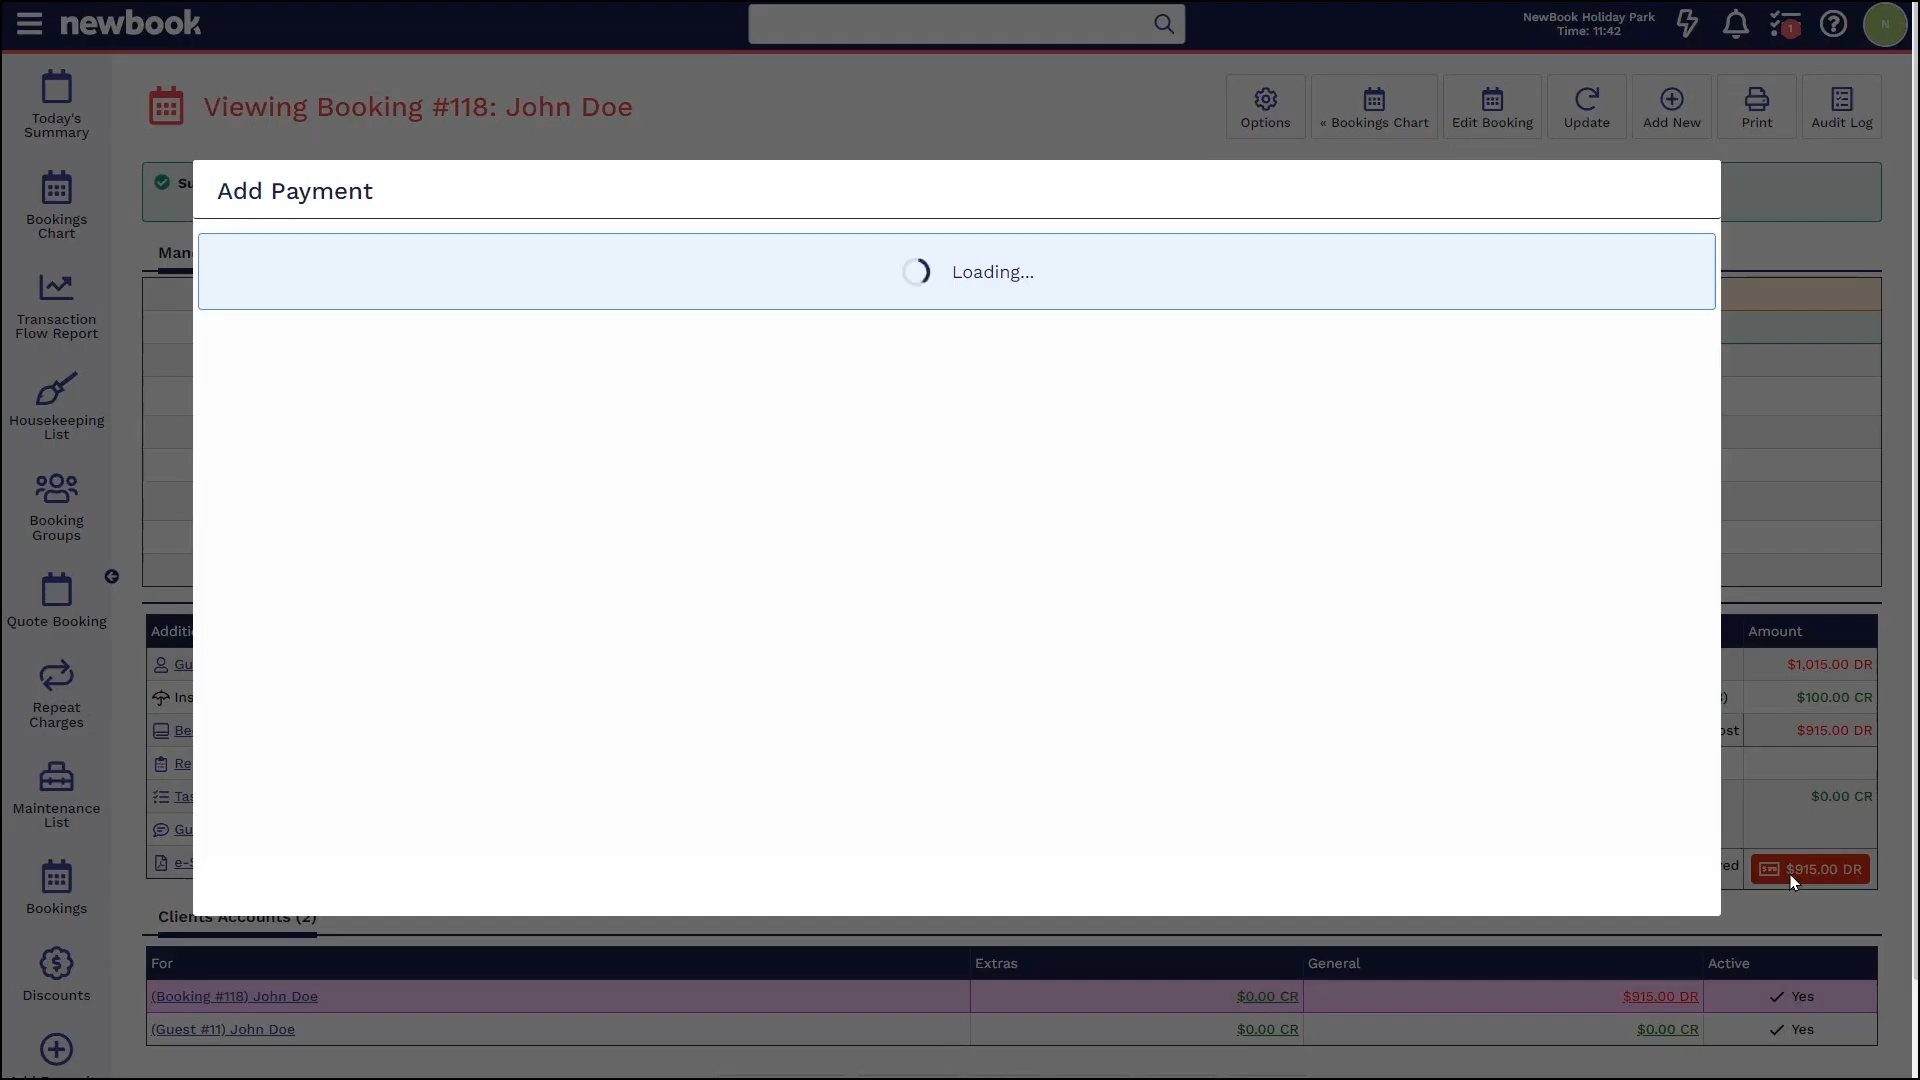 newbook
NewBook Holiday Park
Time: 11:42
1
N
Today's
Summary
Bookings
Chart
Transaction
Flow Report
Housekeeping
List
Booking
Groups
Quote Booking
Repeat
Charges
Maintenance
List
Bookings
Discounts
Viewing Booking #118: John Doe
Options
« Bookings Chart
Edit Booking
Update
Add New
Print
Audit Log
Add Payment
Loading...
Amount
$1,015.00 DR
$100.00 CR
$915.00 DR
$0.00 CR
$915.00 DR
Clients Accounts (2)
For Extras General Active
(Booking #118) John Doe $0.00 CR $915.00 DR Yes
(Guest #11) John Doe $0.00 CR $0.00 CR Yes